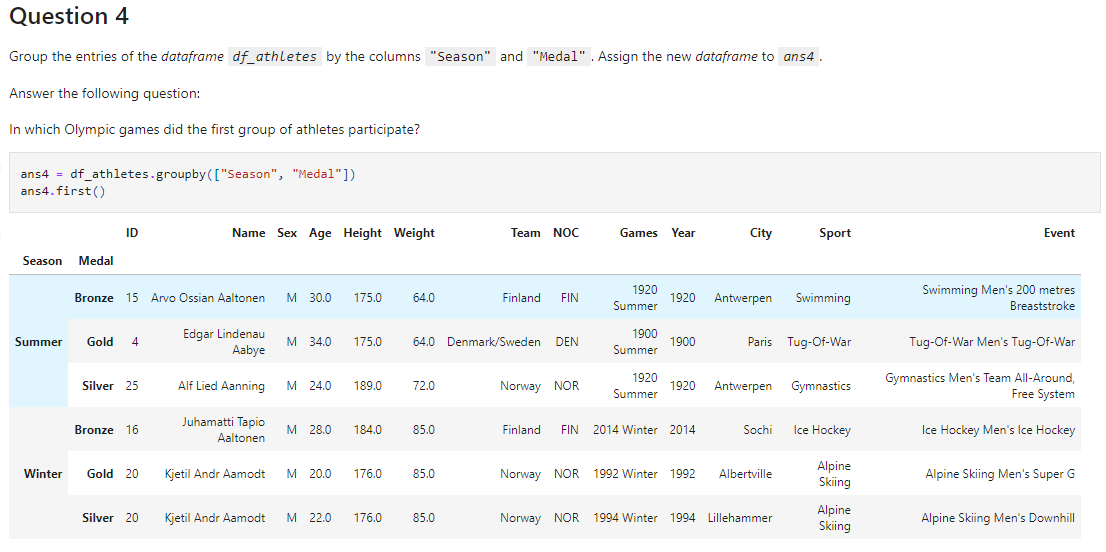 Question 4
Group the entries of the dataframe df_athletes by the columns "Season" and "Medal". Assign the new dataframe to ans4.
Answer the following question:
In which Olympic games did the first group of athletes participate?
ans4 = df_athletes.groupby(["Season", "Medal"])
ans4.first()
ID Name Sex Age Height Weight Team NOC Games Year City Sport Event
Season Medal
Summer Bronze 15 Arvo Ossian Aaltonen M 30.0 175.0 64.0 Finland FIN 1920 Summer 1920 Antwerpen Swimming Swimming Men's 200 metres Breaststroke
Gold 4 Edgar Lindenau Aabye M 34.0 175.0 64.0 Denmark/Sweden DEN 1900 Summer 1900 Paris Tug-Of-War Tug-Of-War Men's Tug-Of-War
Silver 25 Alf Lied Aanning M 24.0 189.0 72.0 Norway NOR 1920 Summer 1920 Antwerpen Gymnastics Gymnastics Men's Team All-Around, Free System
Winter Bronze 16 Juhamatti Tapio Aaltonen M 28.0 184.0 85.0 Finland FIN 2014 Winter 2014 Sochi Ice Hockey Ice Hockey Men's Ice Hockey
Gold 20 Kjetil Andr Aamodt M 20.0 176.0 85.0 Norway NOR 1992 Winter 1992 Albertville Alpine Skiing Alpine Skiing Men's Super G
Silver 20 Kjetil Andr Aamodt M 22.0 176.0 85.0 Norway NOR 1994 Winter 1994 Lillehammer Alpine Skiing Alpine Skiing Men's Downhill